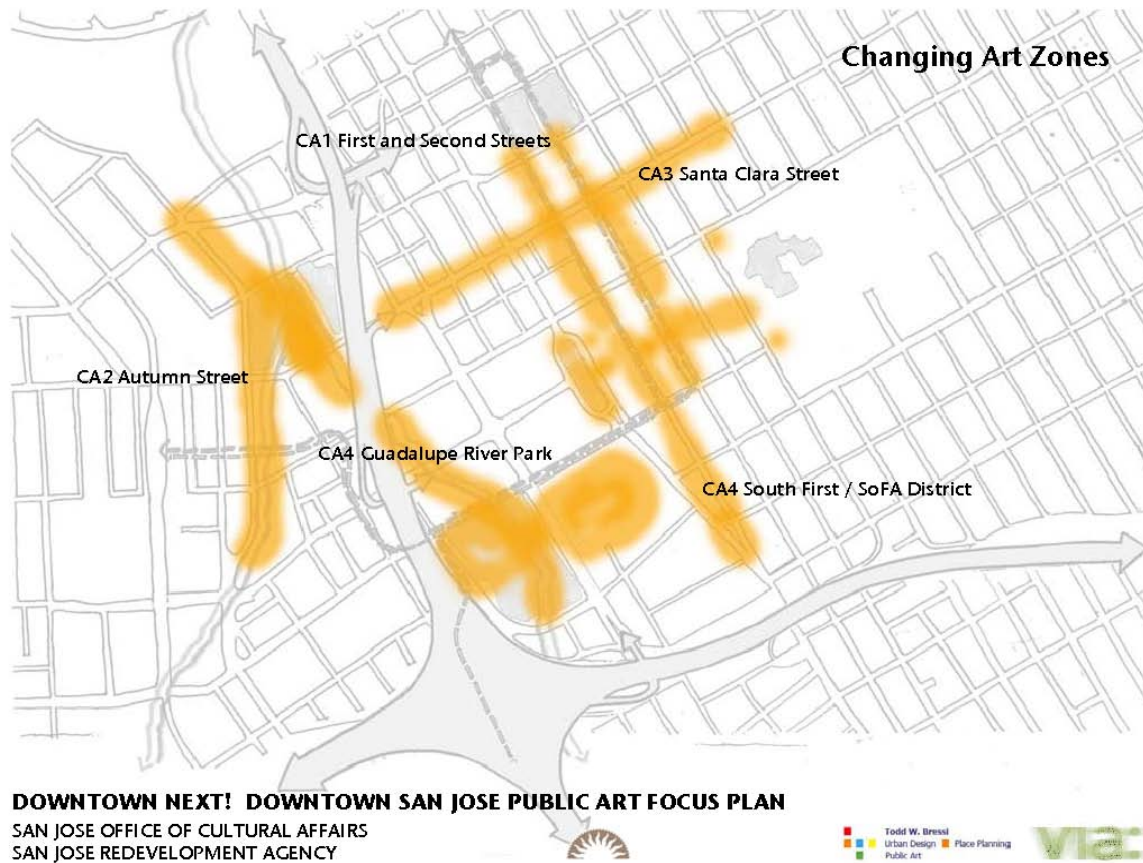 Changing Art Zones
CA1 First and Second Streets
CA3 Santa Clara Street
CA2 Autumn Street
CA4 Guadalupe River Park
CA4 South First / SoFA District
DOWNTOWN NEXT!  DOWNTOWN SAN JOSE PUBLIC ART FOCUS PLAN
SAN JOSE OFFICE OF CULTURAL AFFAIRS
SAN JOSE REDEVELOPMENT AGENCY
Todd W. Bressi
Urban Design Place Planning
Public Art
via: